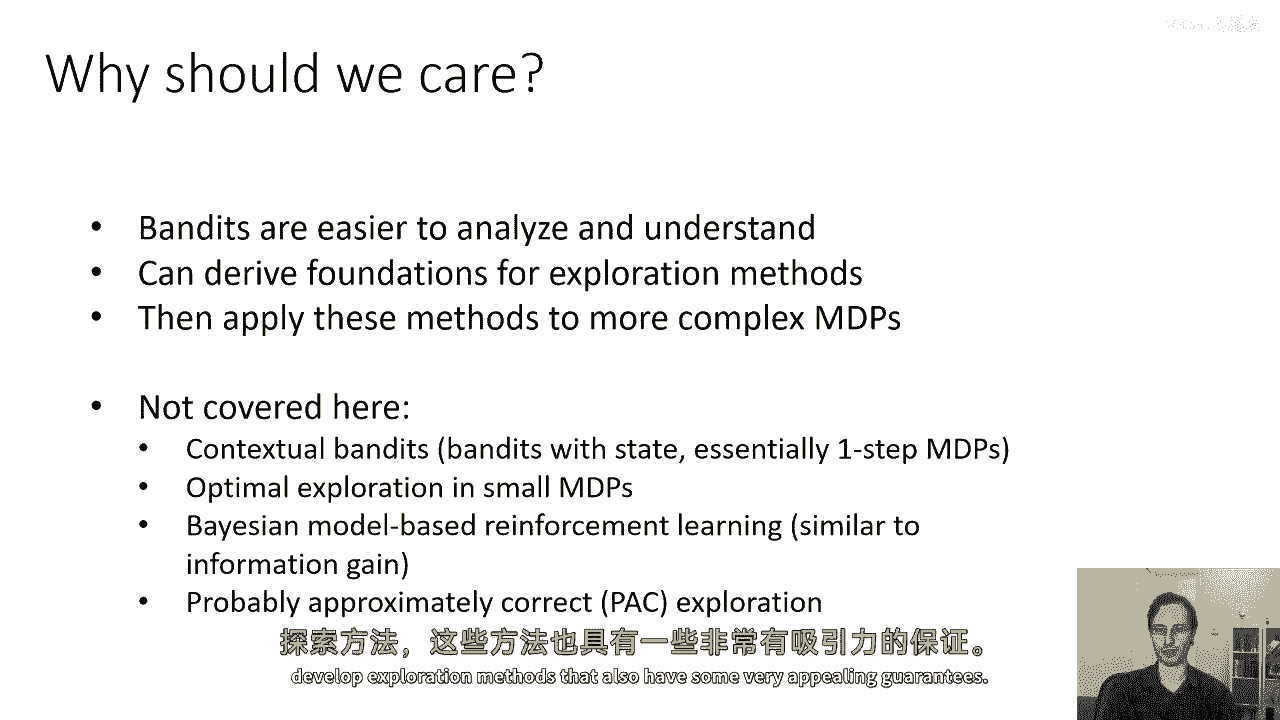 Why should we care?
• Bandits are easier to analyze and understand
• Can derive foundations for exploration methods
• Then apply these methods to more complex MDPs
• Not covered here:
• Contextual bandits (bandits with state, essentially 1-step MDPs)
• Optimal exploration in small MDPs
• Bayesian model-based reinforcement learning (similar to
information gain)
• Probably approximately correct (PAC) exploration
探索方法，这些方法也具有一些非常有吸引力的保证。
develop exploration methods that also have some very appealing guarantees.